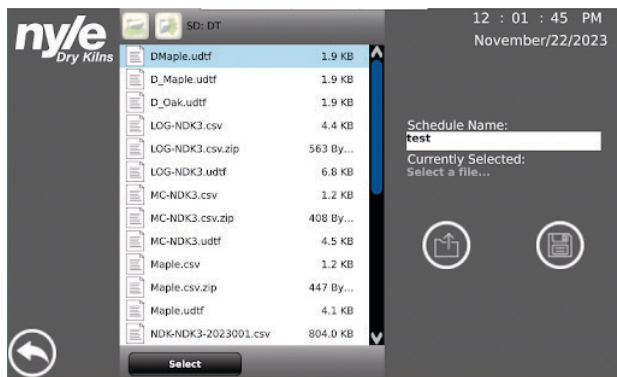 nyle
Dry Kilns
SD: DT
12 : 01 : 45 PM
November/22/2023
DMaple.udtf 1.9 KB
D_Maple.udtf 1.9 KB
D_Oak.udtf 1.9 KB
LOG-NDK3.csv 4.4 KB
LOG-NDK3.csv.zip 563 By...
LOG-NDK3.udtf 6.8 KB
MC-NDK3.csv 1.2 KB
MC-NDK3.csv.zip 408 By...
MC-NDK3.udtf 4.5 KB
Maple.csv 1.2 KB
Maple.csv.zip 447 By...
Maple.udtf 4.1 KB
NDK-NDK3-2023001.csv 804.0 KB
Select
Schedule Name:
test
Currently Selected:
Select a file...